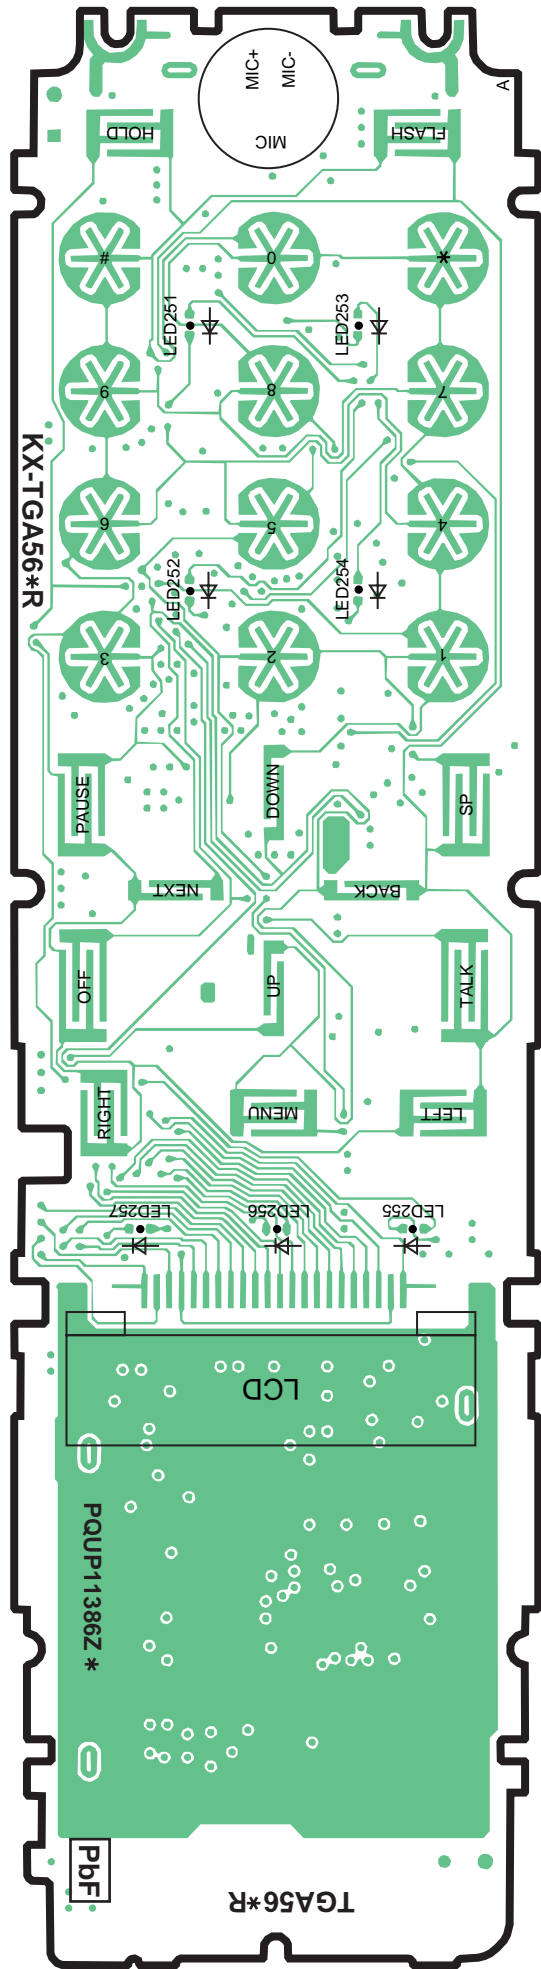 A
MIC+
MIC-
MIC
HOLD
FLASH
#
0
*
LED251
LED253
9
8
7
KX-TGA56*R
6
5
4
LED252
LED254
3
2
1
PAUSE
DOWN
SP
NEXT
BACK
OFF
UP
TALK
RIGHT
MENU
LEFT
LED257
LED256
LED255
LCD
PQUP11386Z *
PbF
TGA56*R